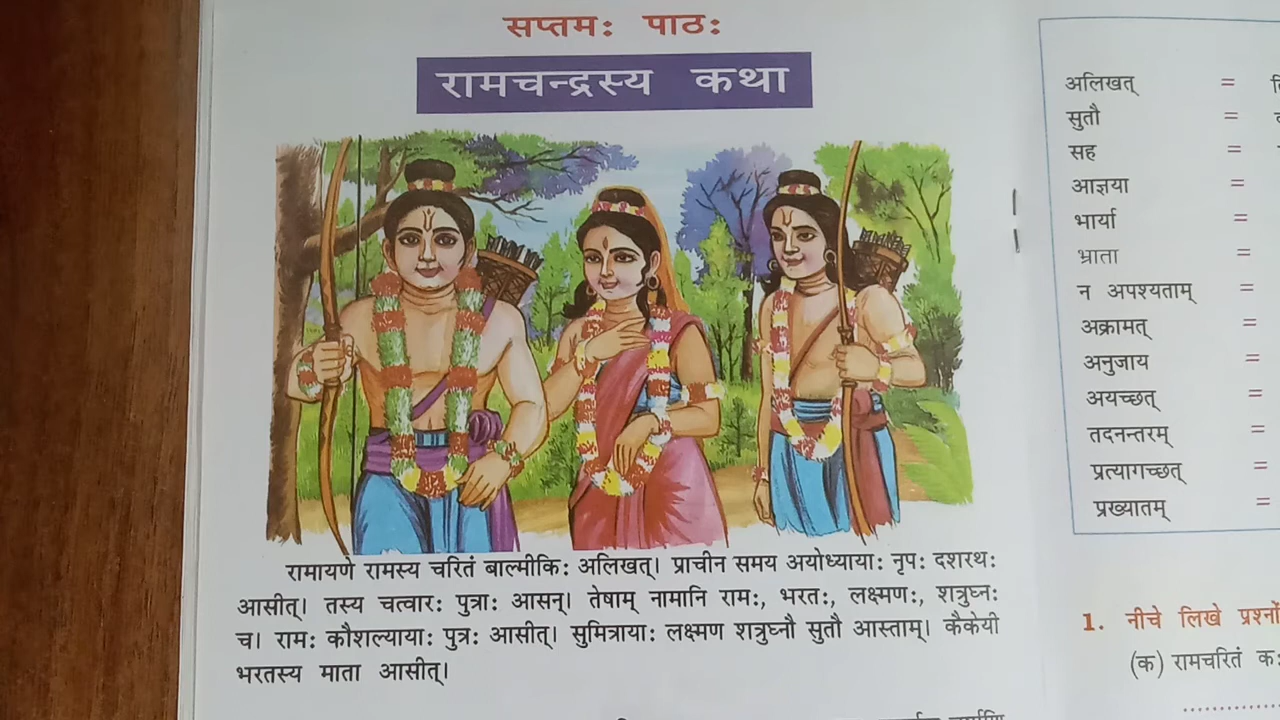 सप्तमः पाठः
रामचन्द्रस्य कथा
रामायणे रामस्य चरितं बाल्मीकिः अलिखत्। प्राचीन समय अयोध्यायाः नृपः दशरथः
आसीत्। तस्य चत्वारः पुत्राः आसन्। तेषाम् नामानि रामः, भरतः, लक्ष्मणः, शत्रुघ्नः
च। रामः कौशल्यायाः पुत्रः आसीत्। सुमित्रायाः लक्ष्मण शत्रुघ्नौ सुतौ आस्ताम्। कैकेयी
भरतस्य माता आसीत्।
अलिखत् =
सुतौ =
सह =
आज्ञया =
भार्या =
भ्राता =
न अपश्यताम् =
अक्रामत् =
अनुजाय =
अयच्छत् =
तदनन्तरम् =
प्रत्यागच्छत् =
प्रख्यातम् =
1. नीचे लिखे प्रश्नों
(क) रामचरितं कः